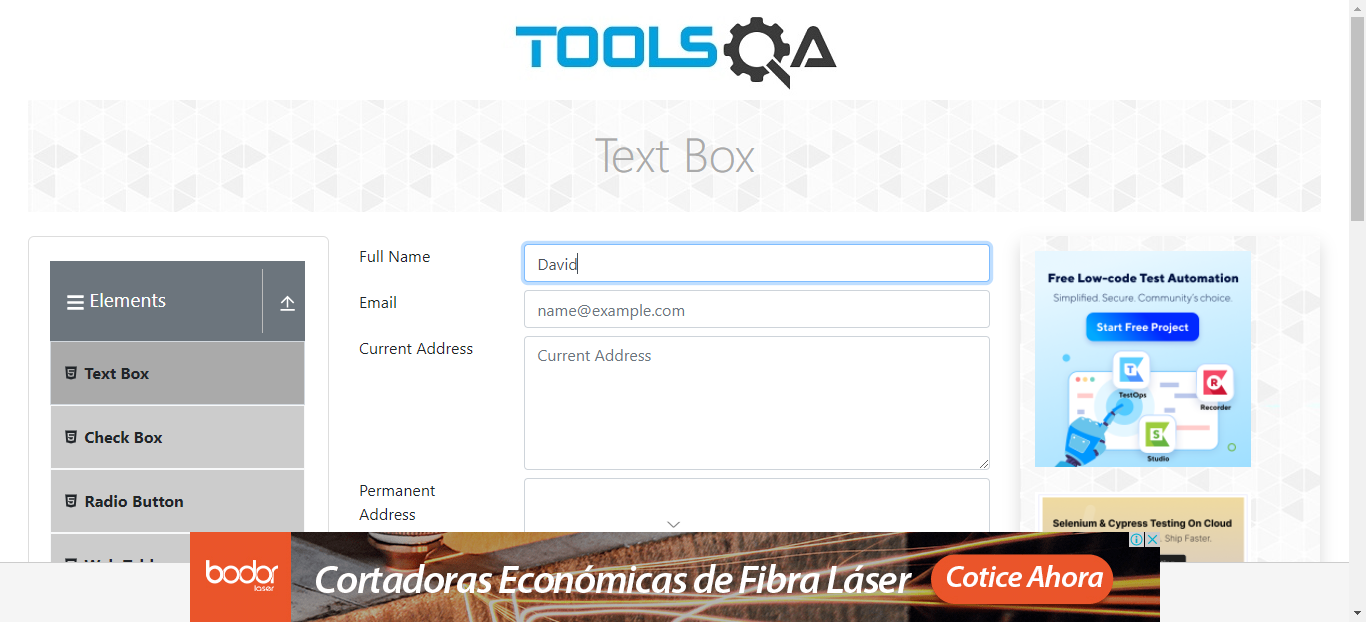 TOOLSQA
Text Box
Elements
Text Box
Check Box
Radio Button
Full Name
David
Email
name@example.com
Current Address
Current Address
Permanent
Address
Free Low-code Test Automation
Simplified. Secure. Community's choice.
Start Free Project
T
TestOps
R
Recorder
S
Studio
Selenium & Cypress Testing On Cloud
. Ship Faster.
bodor
laser
Cortadoras Económicas de Fibra Láser
Cotice Ahora